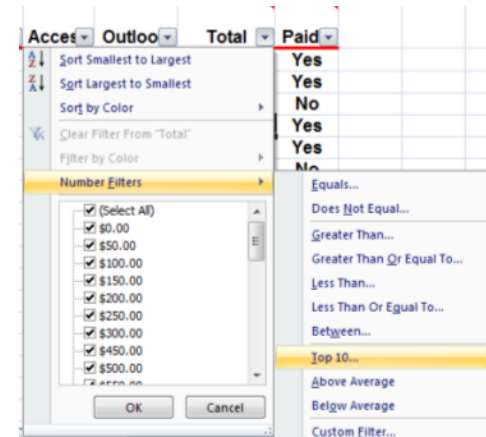 Acces Outloo Total Paid
Sort Smallest to Largest
Sort Largest to Smallest
Sort by Color
Clear Filter From "Total"
Filter by Color
Number Filters
(Select All)
$0.00
$50.00
$100.00
$150.00
$200.00
$250.00
$300.00
$450.00
$500.00
OK Cancel
Yes
Yes
No
Yes
Yes
No
Equals...
Does Not Equal...
Greater Than...
Greater Than Or Equal To...
Less Than...
Less Than Or Equal To...
Between...
Top 10...
Above Average
Below Average
Custom Filter...